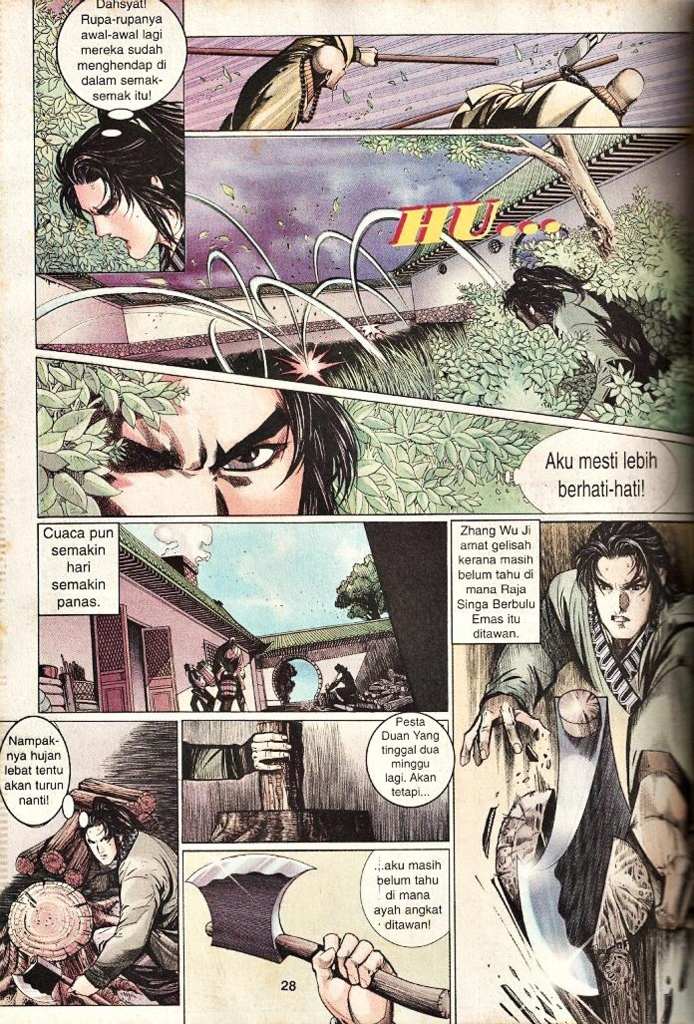 Dahsyat!
Rupa-rupanya
awal-awal lagi
mereka sudah
menghendap di
dalam semak-
semak itu!
HU...
Aku mesti lebih
berhati-hati!
Cuaca pun
semakin
hari
semakin
panas.
Zhang Wu Ji
amat gelisah
kerana masih
belum tahu di
mana Raja
Singa Berbulu
Emas itu
ditawan.
Nampak-
nya hujan
lebat tentu
akan turun
nanti!
Pesta
Duan Yang
tinggal dua
minggu
lagi. Akan
tetapi...
...aku masih
belum tahu
di mana
ayah angkat
ditawan!
28